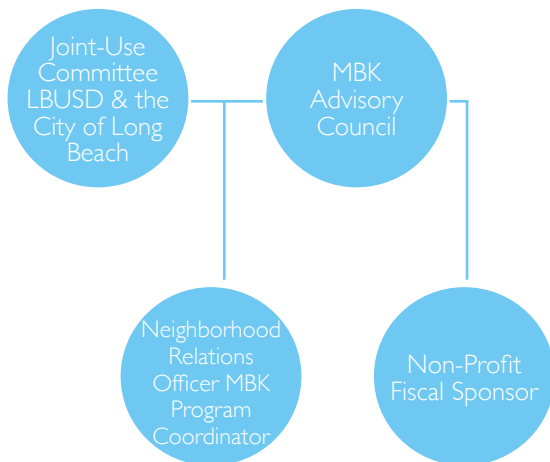 Joint-Use
Committee
LBUSD & the
City of Long
Beach
MBK
Advisory
Council
Neighborhood
Relations
Officer MBK
Program
Coordinator
Non-Profit
Fiscal Sponsor